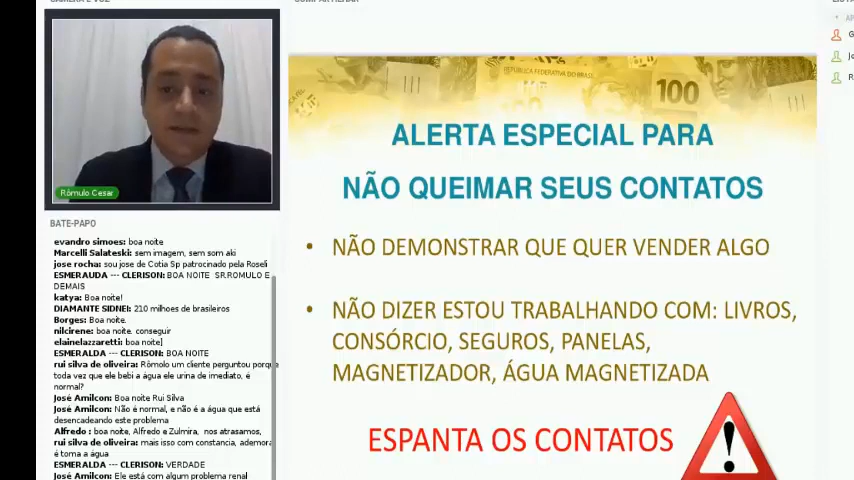 Rômulo Cesar
BATE-PAPO
evandro simoes: boa noite
Marcelli Salateski: sem imagem, sem som aki
jose rocha: sou jose de Cotia Sp patrocinado pela Roseli
ESMERAUDA --- CLERISON: BOA NOITE SR.ROMULO E
DEMAIS
katya: Boa noite!
DIAMANTE SIDNEI: 210 milhoes de brasileiros
Borges: Boa noite.
nilcirene: boa noite, conseguir
elainelazzaretti: boa noite]
ESMERALDA --- CLERISON: BOA NOITE
rui silva de oliveira: Rômulo um cliente perguntou porque
toda vez que ele bebi a água ele urina de imediato, é
normal?
José Amilcon: Boa noite Rui Silva
José Amilcon: Não é normal, e não é a água que está
desencadeando este problema
Alfredo : boa noite, Alfredo e Zulmira, nos atrasamos,
rui silva de oliveira: mais isso com constancia, ademora
é toma a água
ESMERALDA --- CLERISON: VERDADE
José Amilcon: Ele está com algum problema renal
REPÚBLICA FEDERATIVA DO BRASIL
100
ALERTA ESPECIAL PARA
NÃO QUEIMAR SEUS CONTATOS
• NÃO DEMONSTRAR QUE QUER VENDER ALGO
• NÃO DIZER ESTOU TRABALHANDO COM: LIVROS,
CONSÓRCIO, SEGUROS, PANELAS,
MAGNETIZADOR, ÁGUA MAGNETIZADA
ESPANTA OS CONTATOS
!